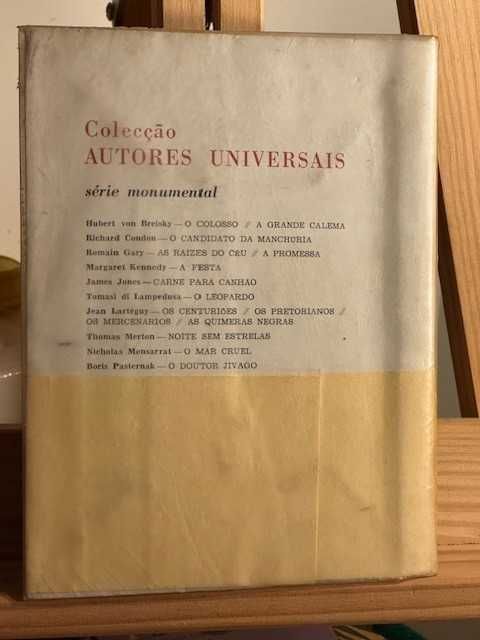 Colecção
AUTORES UNIVERSAIS
série monumental
Hubert von Breisky — O COLOSSO // A GRANDE CALEMA
Richard Condon — O CANDIDATO DA MANCHURIA
Romain Gary — AS RAÍZES DO CÉU // A PROMESSA
Margaret Kennedy — A FESTA
James Jones — CARNE PARA CANHÃO
Tomasi di Lampedusa — O LEOPARDO
Jean Lartéguy — OS CENTURIÕES // OS PRETORIANOS //
OS MERCENÁRIOS // AS QUIMERAS NEGRAS
Thomas Merton — NOITE SEM ESTRELAS
Nicholas Monsarrat — O MAR CRUEL
Boris Pasternak — O DOUTOR JIVAGO